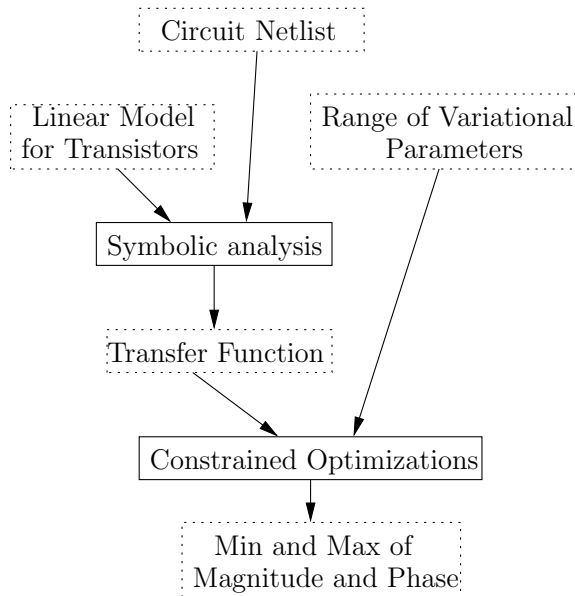 Circuit Netlist
Linear Model
for Transistors
Range of Variational
Parameters
Symbolic analysis
Transfer Function
Constrained Optimizations
Min and Max of
Magnitude and Phase